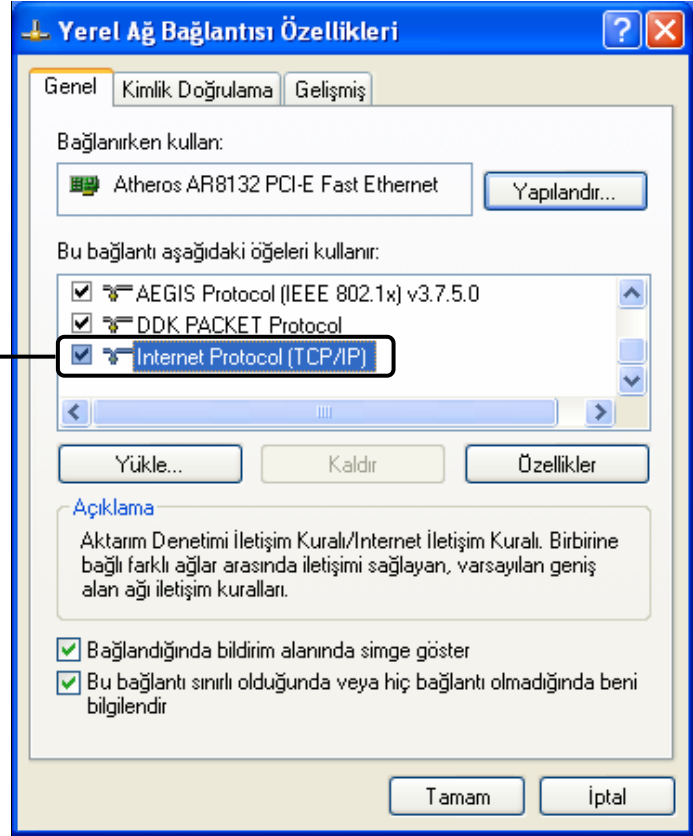 Yerel Ağ Bağlantısı Özellikleri
Genel Kimlik Doğrulama Gelişmiş
Bağlanırken kullan:
Atheros AR8132 PCI-E Fast Ethernet Yapılandır...
Bu bağlantı aşağıdaki öğeleri kullanır:
AEGIS Protocol (IEEE 802.1x) v3.7.5.0
DDK PACKET Protocol
Internet Protocol (TCP/IP)
Yükle... Kaldır Özellikler
Açıklama
Aktarım Denetimi İletişim Kuralı/Internet İletişim Kuralı. Birbirine
bağlı farklı ağlar arasında iletişimi sağlayan, varsayılan geniş
alan ağı iletişim kuralları.
Bağlandığında bildirim alanında simge göster
Bu bağlantı sınırlı olduğunda veya hiç bağlantı olmadığında beni
bilgilendir
Tamam İptal